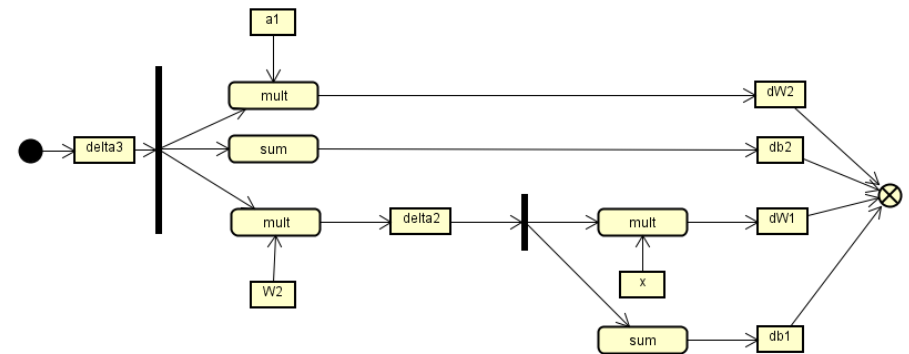 a1
mult
dW2
delta3
sum
db2
mult
delta2
mult
dW1
W2
x
sum
db1